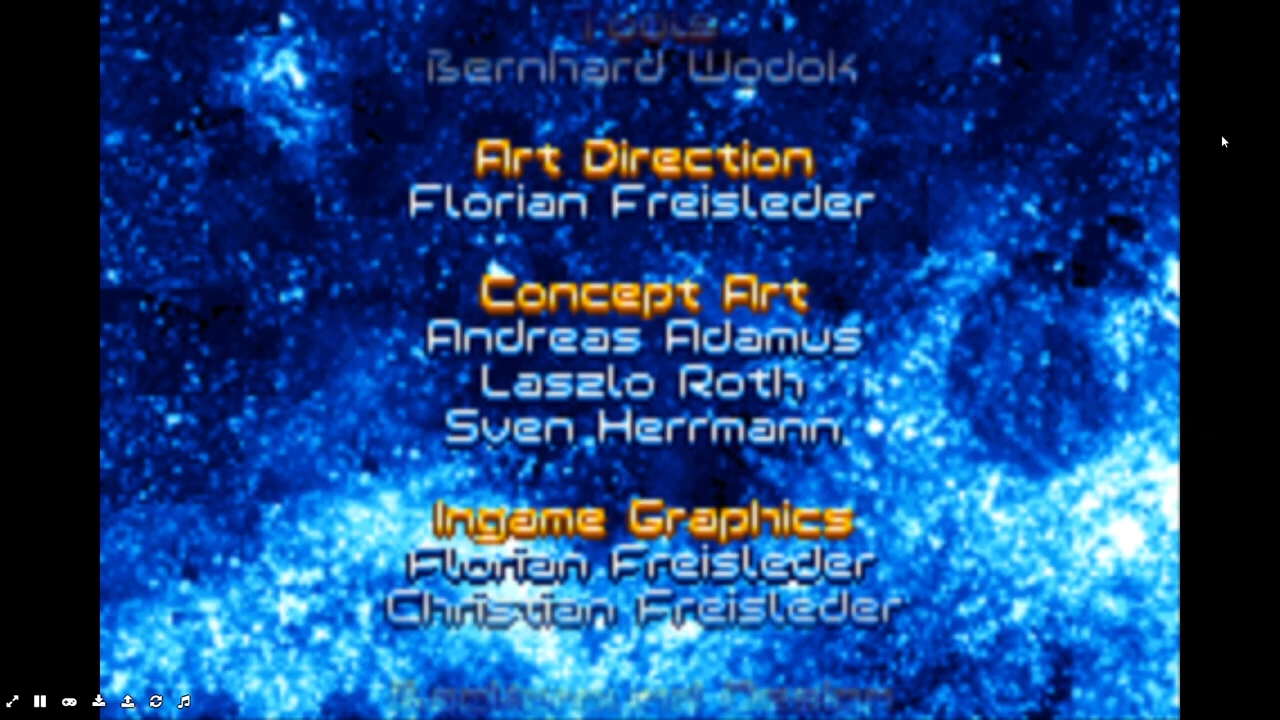 Tools
Bernhard Wodok
Art Direction
Florian Freisleder
Concept Art
Andreas Adamus
Laszlo Roth
Sven Herrmann
Ingame Graphics
Florian Freisleder
Christian Freisleder